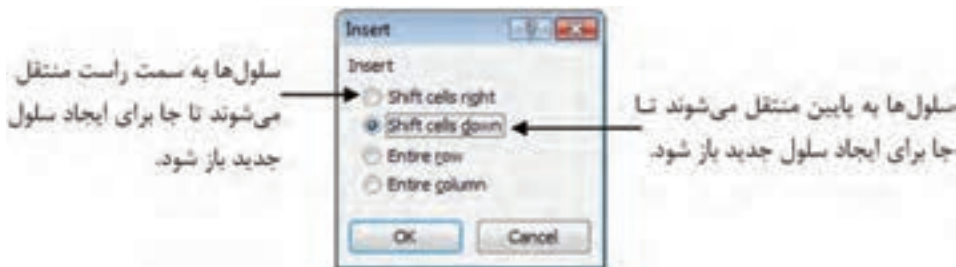 Insert
Insert
Shift cells right
Shift cells down
Entire row
Entire column
OK
Cancel
سلول‌ها به سمت راست منتقل
می‌شوند تا جا برای ایجاد سلول
جدید باز شود.
سلول‌ها به پایین منتقل می‌شوند تا
جا برای ایجاد سلول جدید باز شود.